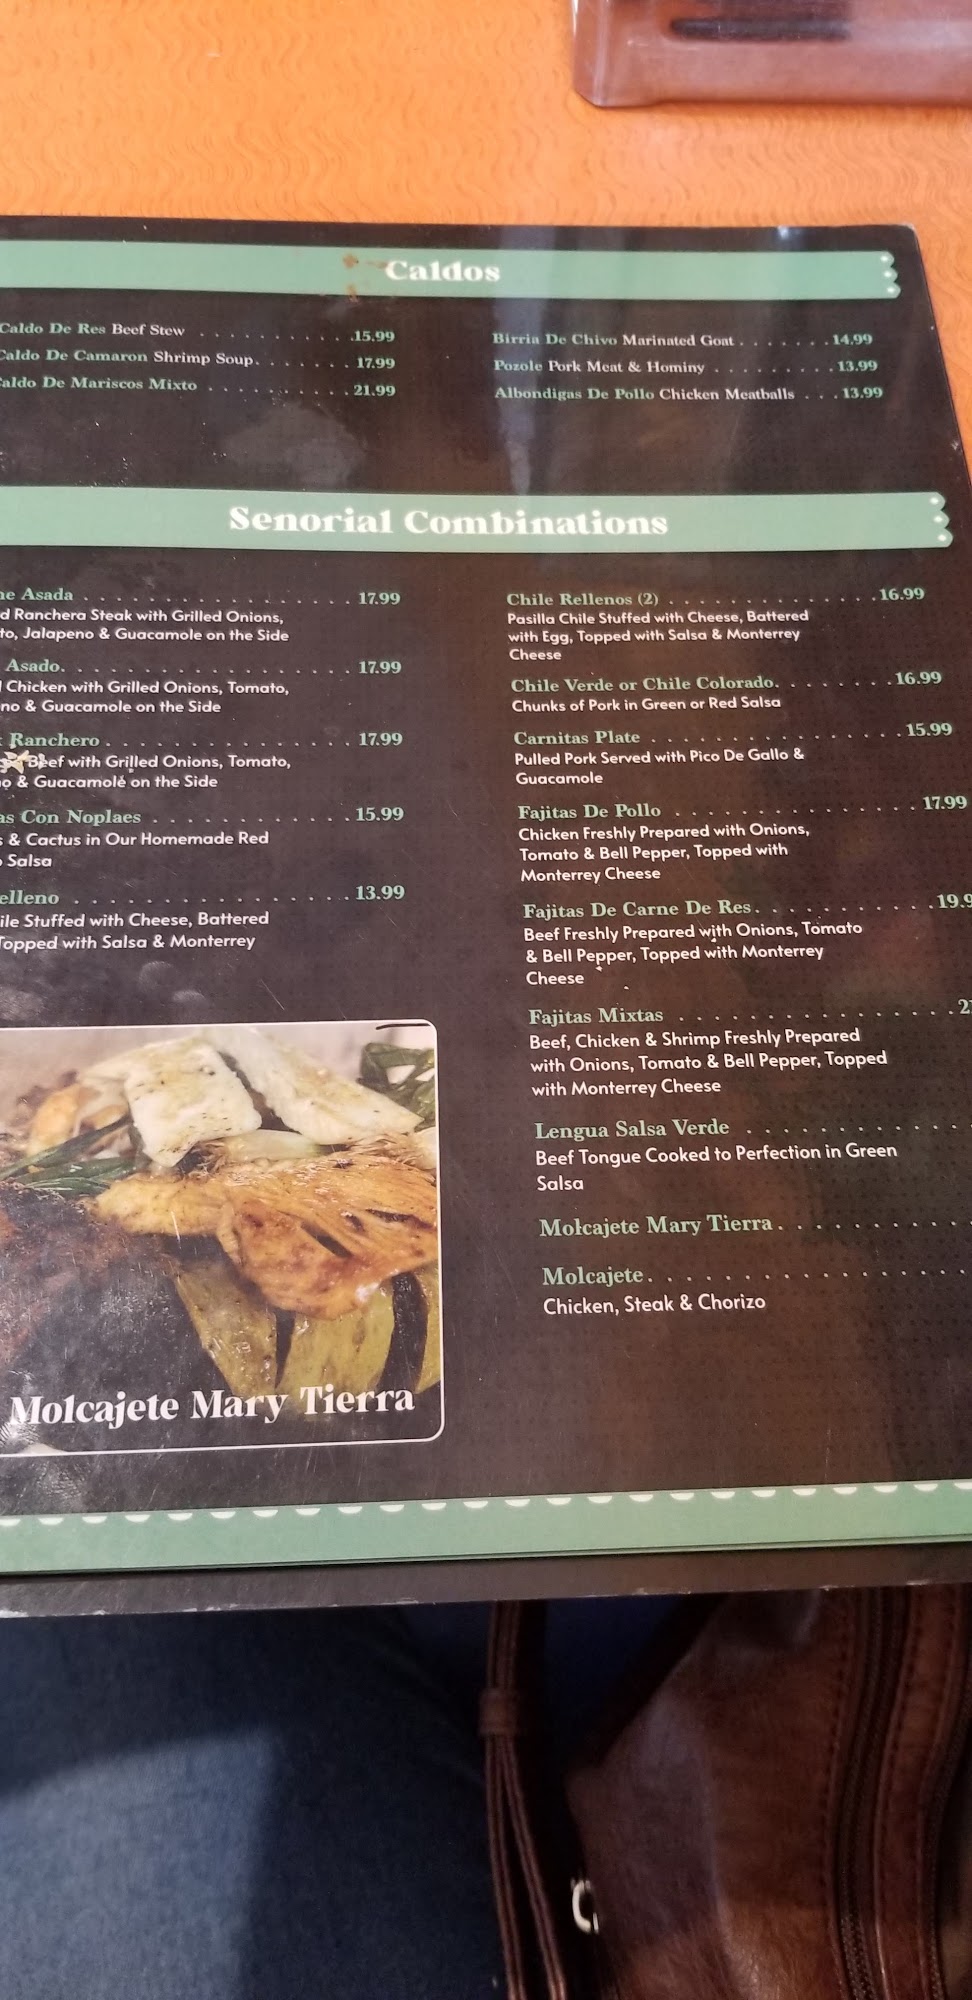 Caldos
Caldo De Res Beef Stew . . . . . . . . . .15.99
Caldo De Camaron Shrimp Soup. . . . . . . 17.99
aldo De Mariscos Mixto . . . . . . . . . . 21.99
Birria De Chivo Marinated Goat . . . . . . . 14.99
Pozole Pork Meat & Hominy . . . . . . . . . 13.99
Albondigas De Pollo Chicken Meatballs . . . 13.99
Senorial Combinations
ne Asada . . . . . . . . . . . . . . . . . 17.99
d Ranchera Steak with Grilled Onions,
to, Jalapeno & Guacamole on the Side
Asado. . . . . . . . . . . . . . . . . . 17.99
Chicken with Grilled Onions, Tomato,
no & Guacamole on the Side
Ranchero . . . . . . . . . . . . . . . . 17.99
Beef with Grilled Onions, Tomato,
o & Guacamole on the Side
as Con Noplaes . . . . . . . . . . . . . 15.99
s & Cactus in Our Homemade Red
Salsa
elleno . . . . . . . . . . . . . . . . . . 13.99
ile Stuffed with Cheese, Battered
Topped with Salsa & Monterrey
Chile Rellenos (2) . . . . . . . . . . . . .16.99
Pasilla Chile Stuffed with Cheese, Battered
with Egg, Topped with Salsa & Monterrey
Cheese
Chile Verde or Chile Colorado. . . . . . . .16.99
Chunks of Pork in Green or Red Salsa
Carnitas Plate . . . . . . . . . . . . . . .15.99
Pulled Pork Served with Pico De Gallo &
Guacamole
Fajitas De Pollo . . . . . . . . . . . . . . 17.99
Chicken Freshly Prepared with Onions,
Tomato & Bell Pepper, Topped with
Monterrey Cheese
Fajitas De Carne De Res. . . . . . . . . . .19.9
Beef Freshly Prepared with Onions, Tomato
& Bell Pepper, Topped with Monterrey
Cheese
Fajitas Mixtas . . . . . . . . . . . . . . . . 2
Beef, Chicken & Shrimp Freshly Prepared
with Onions, Tomato & Bell Pepper, Topped
with Monterrey Cheese
Lengua Salsa Verde . . . . . . . . . . . . .
Beef Tongue Cooked to Perfection in Green
Salsa
Molcajete Mary Tierra. . . . . . . . . . .
Molcajete. . . . . . . . . . . . . . . . . .
Chicken, Steak & Chorizo
Molcajete Mary Tierra